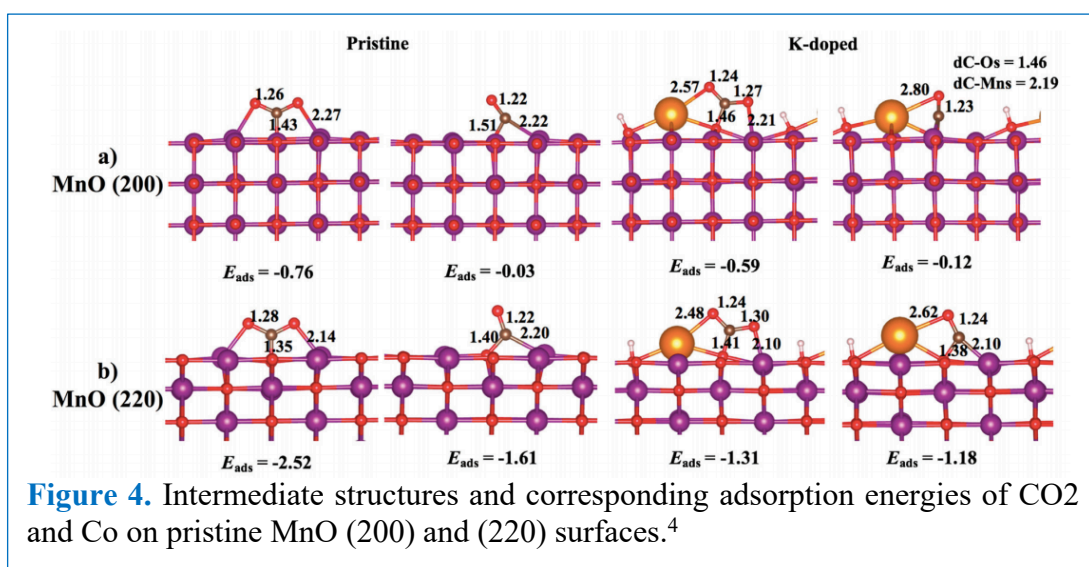 Pristine K-doped
dC-Os = 1.46
dC-Mns = 2.19
a)
MnO (200)
1.26
1.43
2.27
1.22
1.51
2.22
2.57
1.24
1.27
1.46
2.21
2.80
1.23
Eads = -0.76 Eads = -0.03 Eads = -0.59 Eads = -0.12
b)
MnO (220)
1.28
1.35
2.14
1.22
1.40
2.20
2.48
1.24
1.30
1.41
2.10
2.62
1.24
1.38
2.10
Eads = -2.52 Eads = -1.61 Eads = -1.31 Eads = -1.18
Figure 4. Intermediate structures and corresponding adsorption energies of CO2
and Co on pristine MnO (200) and (220) surfaces.4